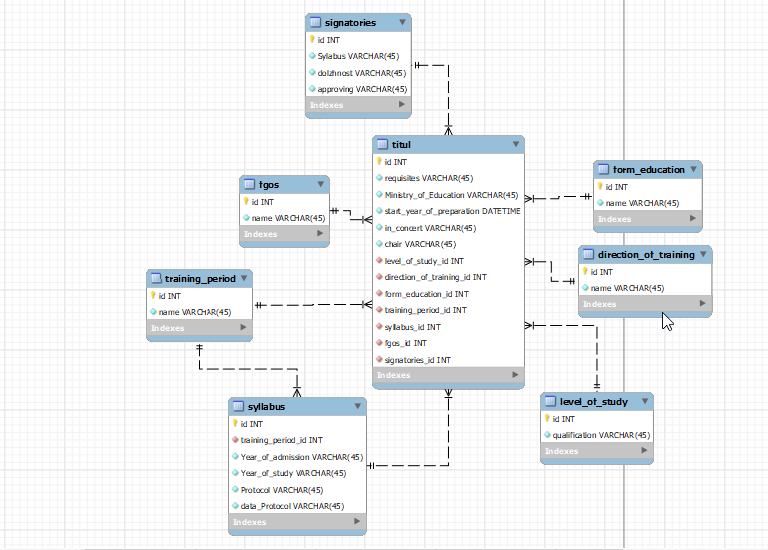 signatories
id INT
Sylabus VARCHAR(45)
dolzhnost VARCHAR(45)
approving VARCHAR(45)
Indexes
titul
id INT
requisites VARCHAR(45)
Ministry_of_Education VARCHAR(45)
start_year_of_preparation DATETIME
in_concert VARCHAR(45)
chair VARCHAR(45)
level_of_study_id INT
direction_of_training_id INT
form_education_id INT
training_period_id INT
syllabus_id INT
fgos_id INT
signatories_id INT
Indexes
fgos
id INT
name VARCHAR(45)
Indexes
form_education
id INT
name VARCHAR(45)
Indexes
direction_of_training
id INT
name VARCHAR(45)
Indexes
training_period
id INT
name VARCHAR(45)
Indexes
syllabus
id INT
training_period_id INT
Year_of_admission VARCHAR(45)
Year_of_study VARCHAR(45)
Protocol VARCHAR(45)
data_Protocol VARCHAR(45)
Indexes
level_of_study
id INT
qualification VARCHAR(45)
Indexes